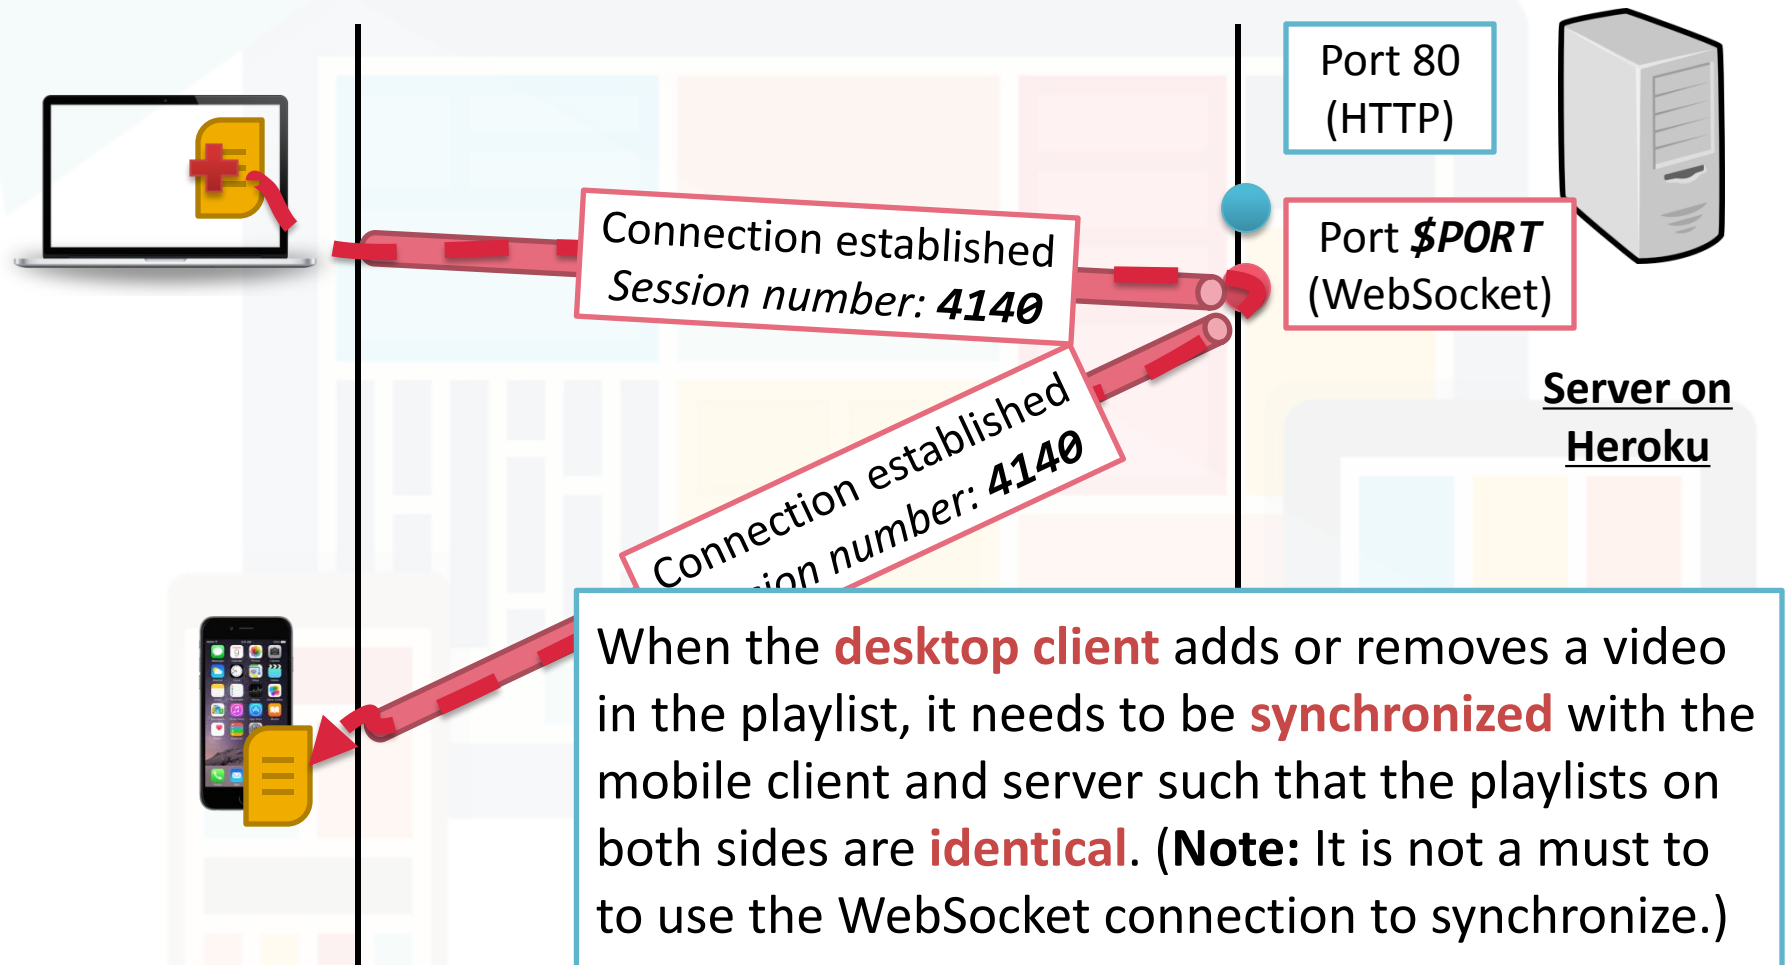 Port 80
(HTTP)
Port $PORT
(WebSocket)
Server on
Heroku
Connection established
Session number: 4140
Connection established
number: 4140
When the desktop client adds or removes a video
in the playlist, it needs to be synchronized with the
mobile client and server such that the playlists on
both sides are identical. (Note: It is not a must to
to use the WebSocket connection to synchronize.)